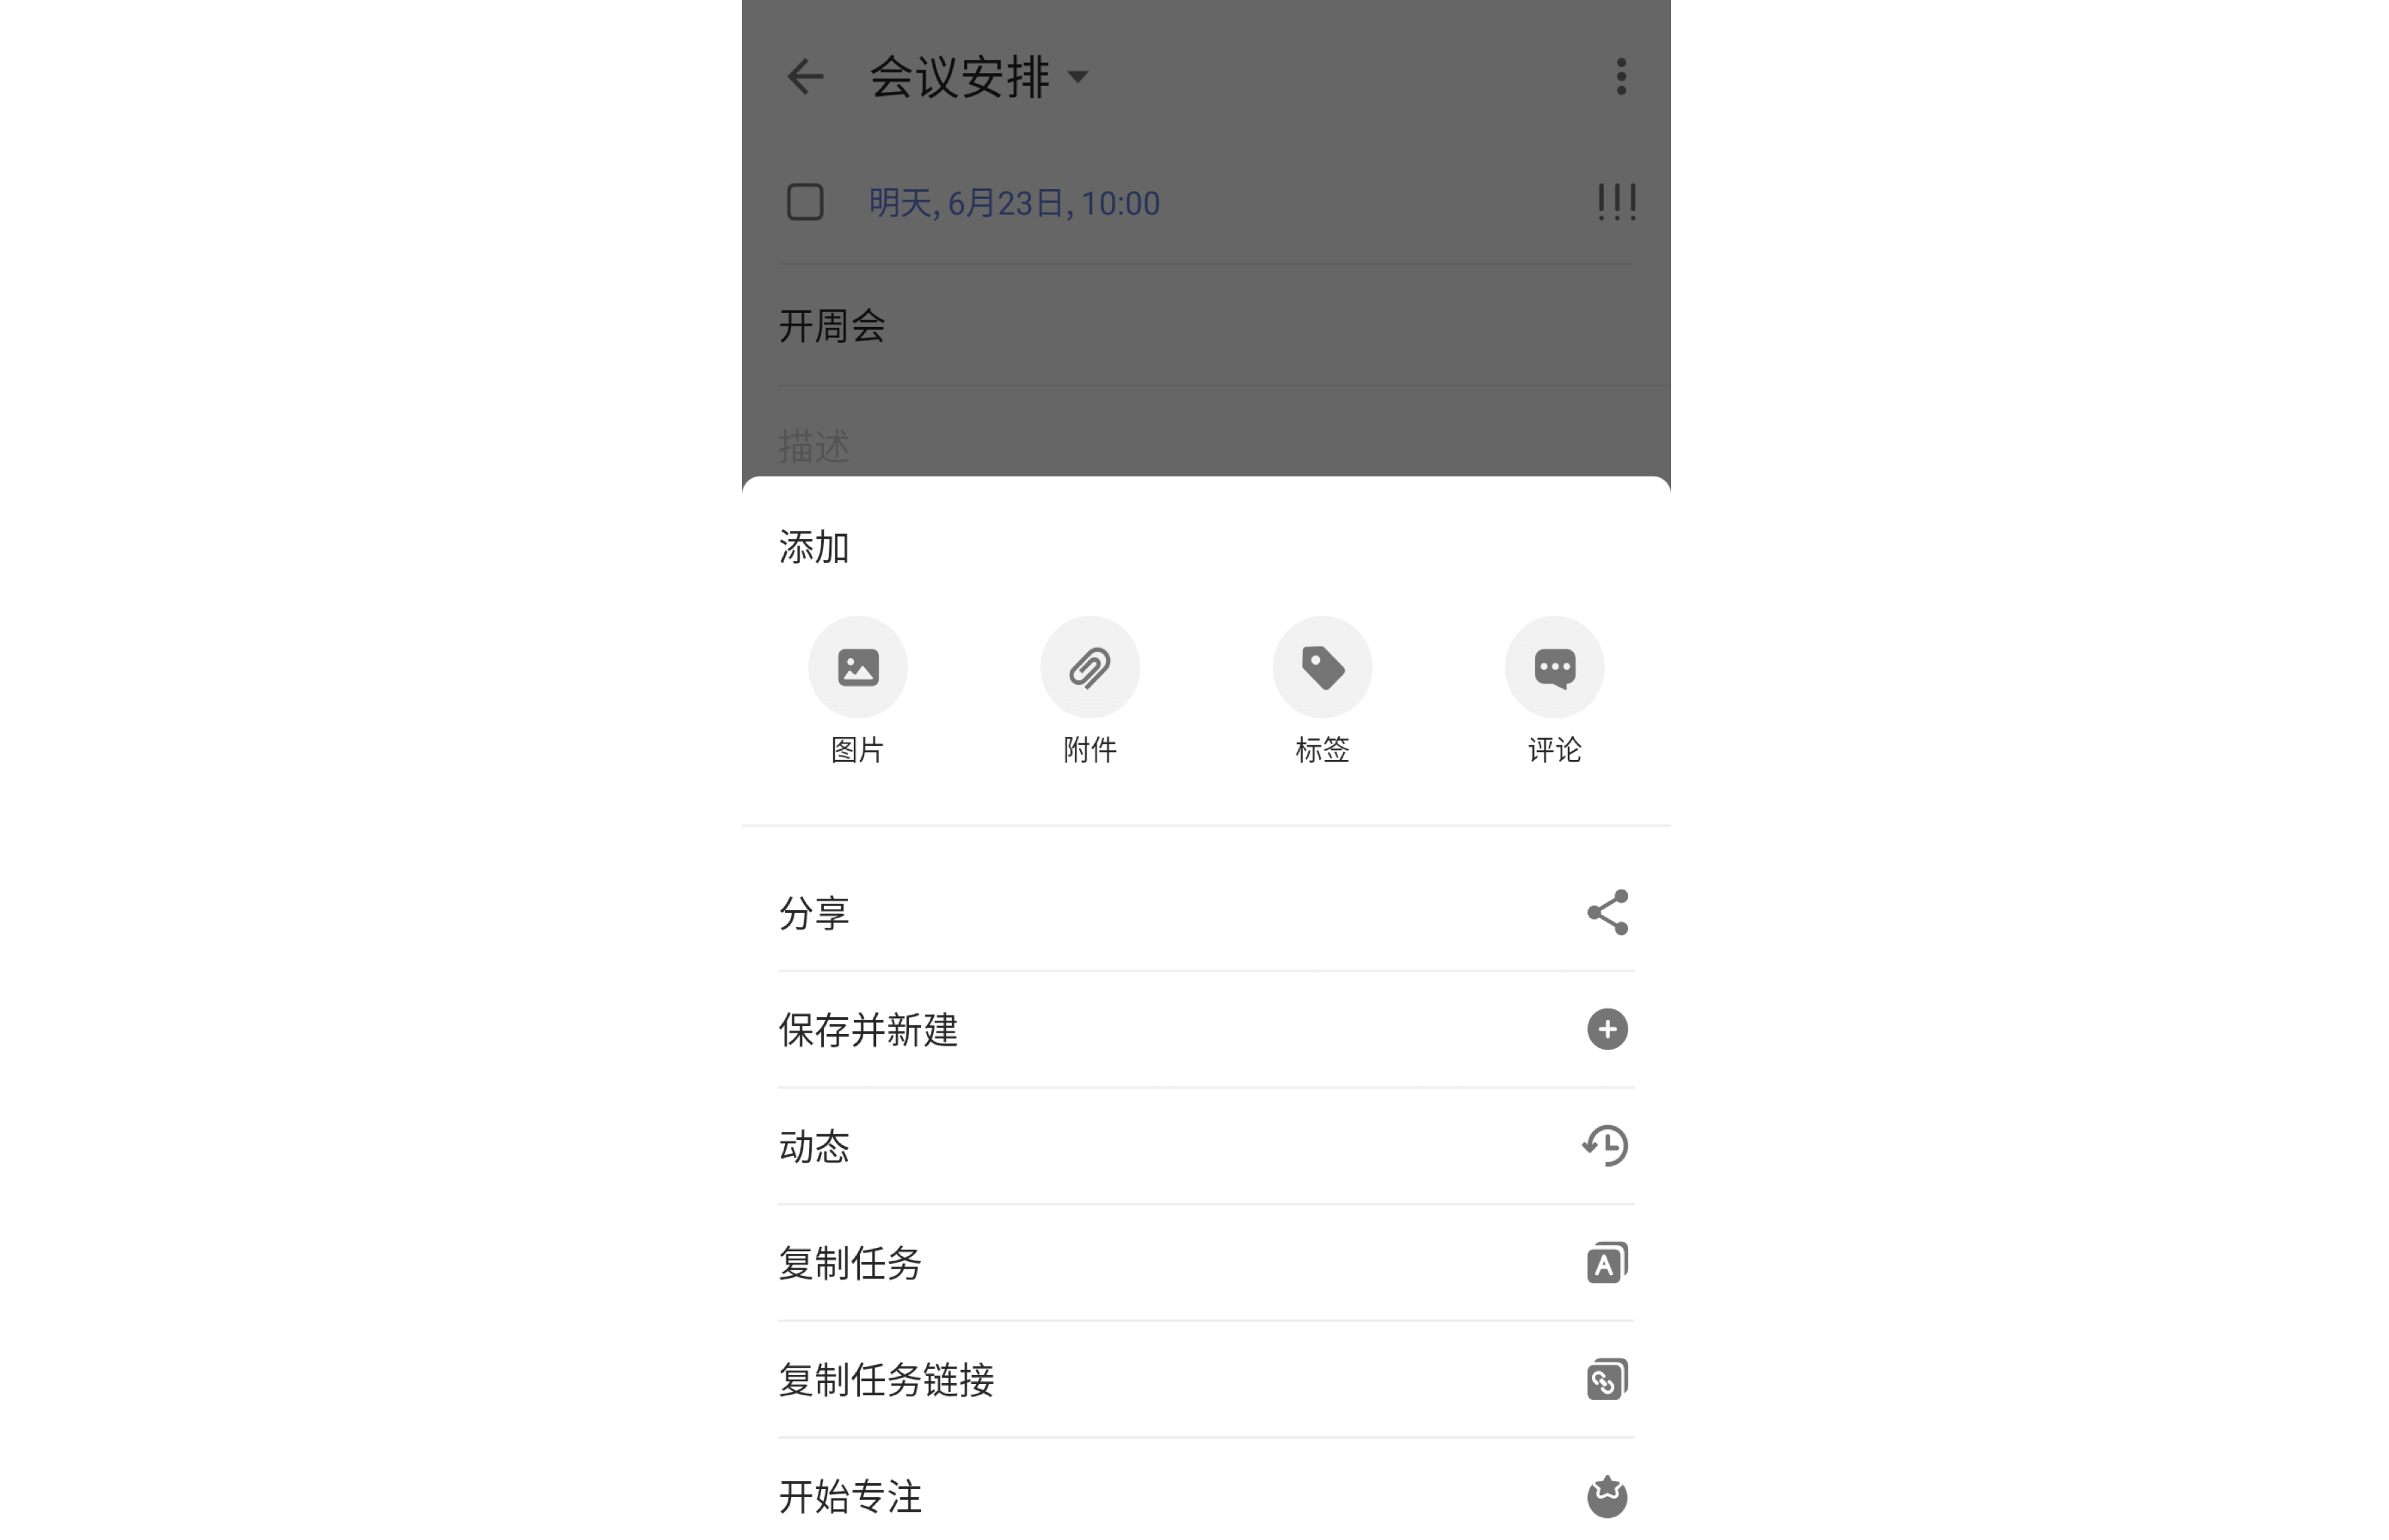 会议安排
明天, 6月23日, 10:00
开周会
描述
添加
图片 附件 标签 评论
分享
保存并新建
动态
复制任务
复制任务链接
开始专注